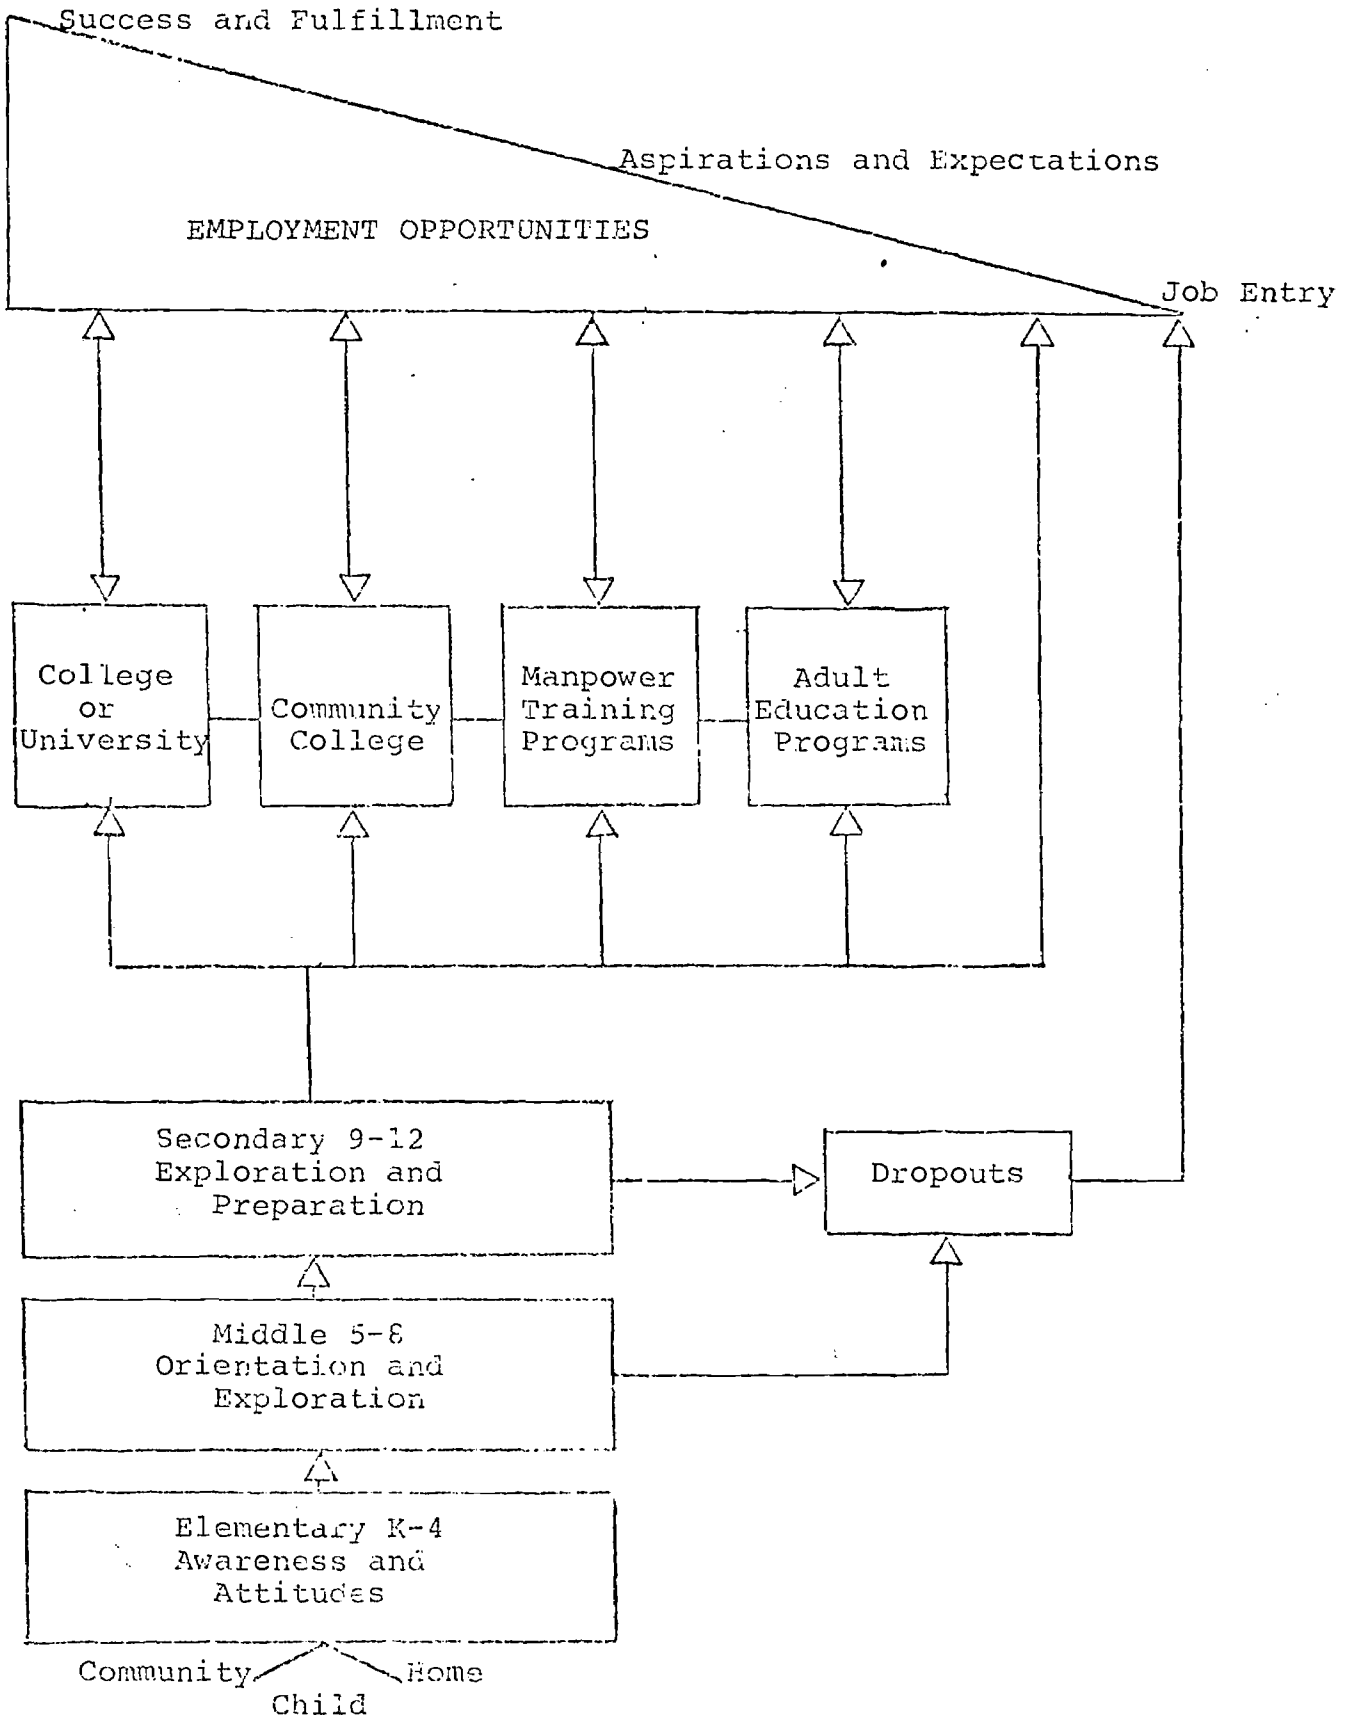 Success and Fulfillment
Aspirations and Expectations
EMPLOYMENT OPPORTUNITIES
Job Entry
College
or
University
Community
College
Manpower
Training
Programs
Adult
Education
Programs
Secondary 9-12
Exploration and
Preparation
Dropouts
Middle 5-8
Orientation and
Exploration
Elementary K-4
Awareness and
Attitudes
Community
Home
Child